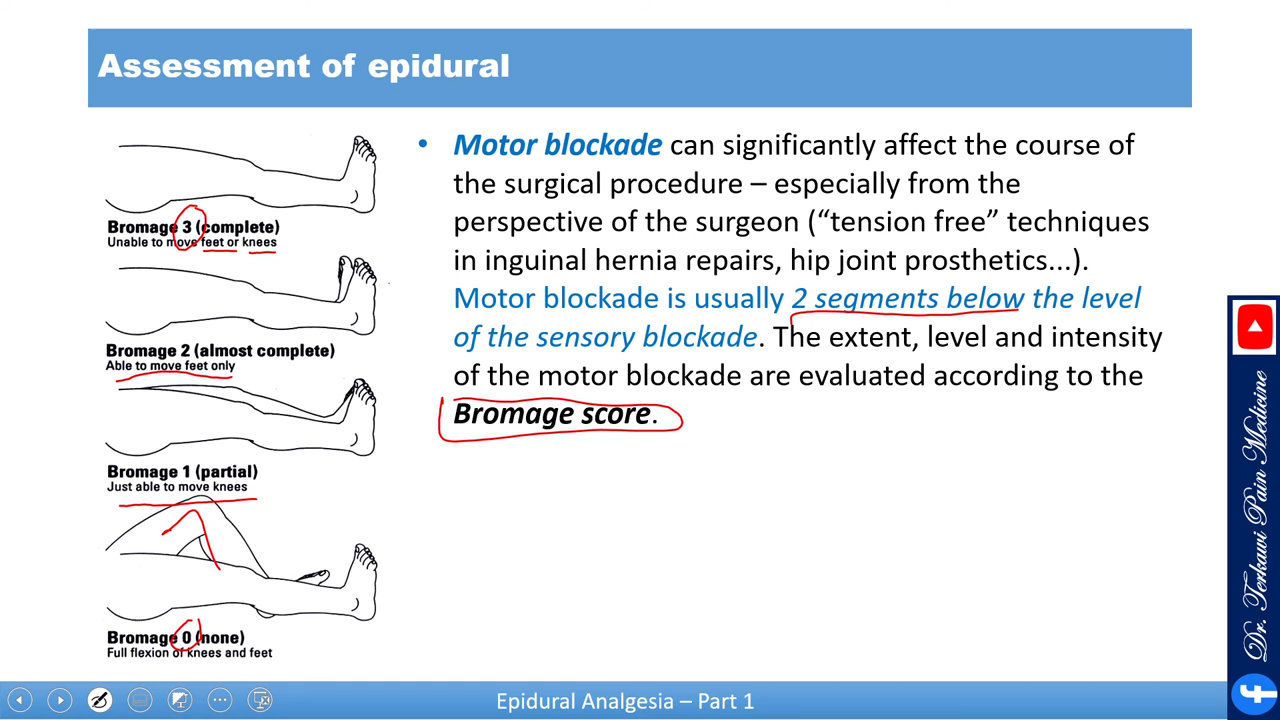 Assessment of epidural
Bromage 3 (complete)
Unable to move feet or knees
Bromage 2 (almost complete)
Able to move feet only
Bromage 1 (partial)
Just able to move knees
Bromage 0 (none)
Full flexion of knees and feet
• Motor blockade can significantly affect the course of
the surgical procedure – especially from the
perspective of the surgeon (“tension free” techniques
in inguinal hernia repairs, hip joint prosthetics...).
Motor blockade is usually 2 segments below the level
of the sensory blockade. The extent, level and intensity
of the motor blockade are evaluated according to the
Bromage score.
Dr. Terkawi Pain Medicine
Epidural Analgesia – Part 1